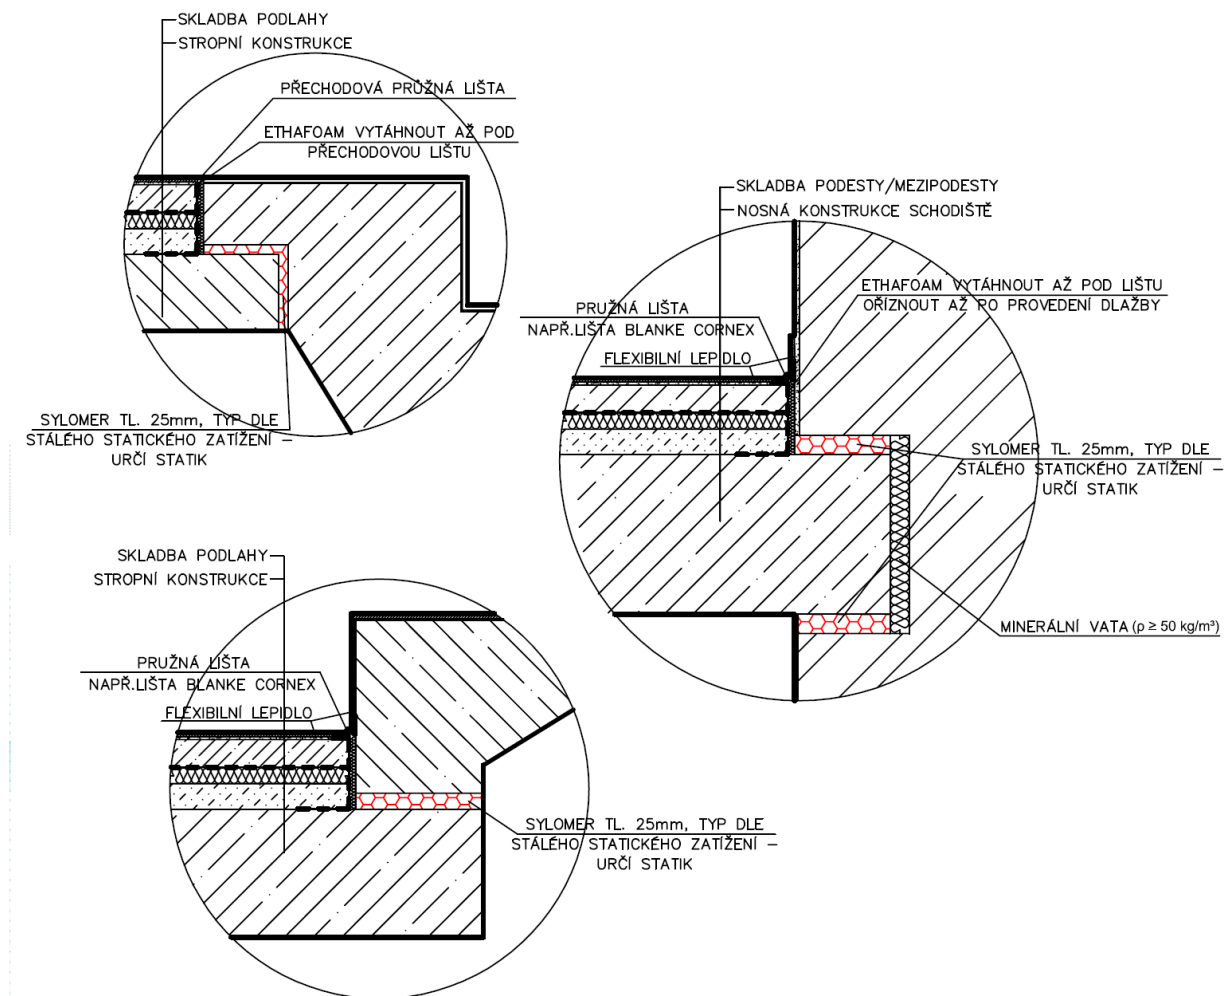 SKLADBA PODLAHY
STROPNÍ KONSTRUKCE
PŘECHODOVÁ PRŮŽNÁ LIŠTA
ETHAFOAM VYTÁHNOUT AŽ POD
PŘECHODOVOU LIŠTU
SYLOMER TL. 25mm, TYP DLE
STÁLÉHO STATICKÉHO ZATÍŽENÍ –
URČÍ STATIK
SKLADBA PODESTY/MEZIPODESTY
NOSNÁ KONSTRUKCE SCHODIŠTĚ
ETHAFOAM VYTÁHNOUT AŽ POD LIŠTU
OŘÍZNOUT AŽ PO PROVEDENÍ DLAŽBY
PRUŽNÁ LIŠTA
NAPŘ.LIŠTA BLANKE CORNEX
FLEXIBILNÍ LEPIDLO
SYLOMER TL. 25mm, TYP DLE
STÁLÉHO STATICKÉHO ZATÍŽENÍ –
URČÍ STATIK
MINERÁLNÍ VATA (ρ ≥ 50 kg/m³)
SKLADBA PODLAHY
STROPNÍ KONSTRUKCE
PRUŽNÁ LIŠTA
NAPŘ.LIŠTA BLANKE CORNEX
FLEXIBILNÍ LEPIDLO
SYLOMER TL. 25mm, TYP DLE
STÁLÉHO STATICKÉHO ZATÍŽENÍ –
URČÍ STATIK